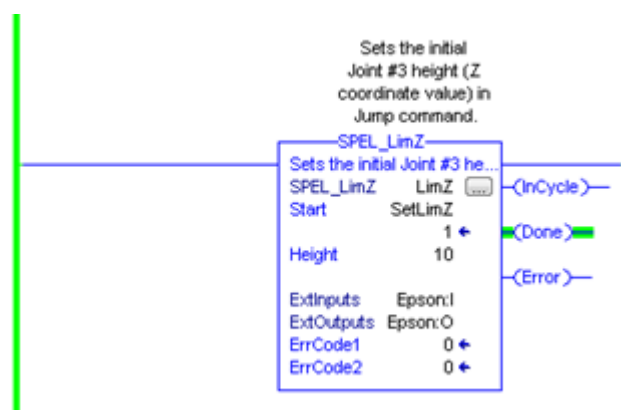 Sets the initial
Joint #3 height (Z
coordinate value) in
Jump command.
SPEL_LimZ
Sets the initial Joint #3 he...
SPEL_LimZ LimZ ... (InCycle)
Start SetLimZ
1 (Done)
Height 10
(Error)
ExtInputs Epson:I
ExtOutputs Epson:O
ErrCode1 0
ErrCode2 0